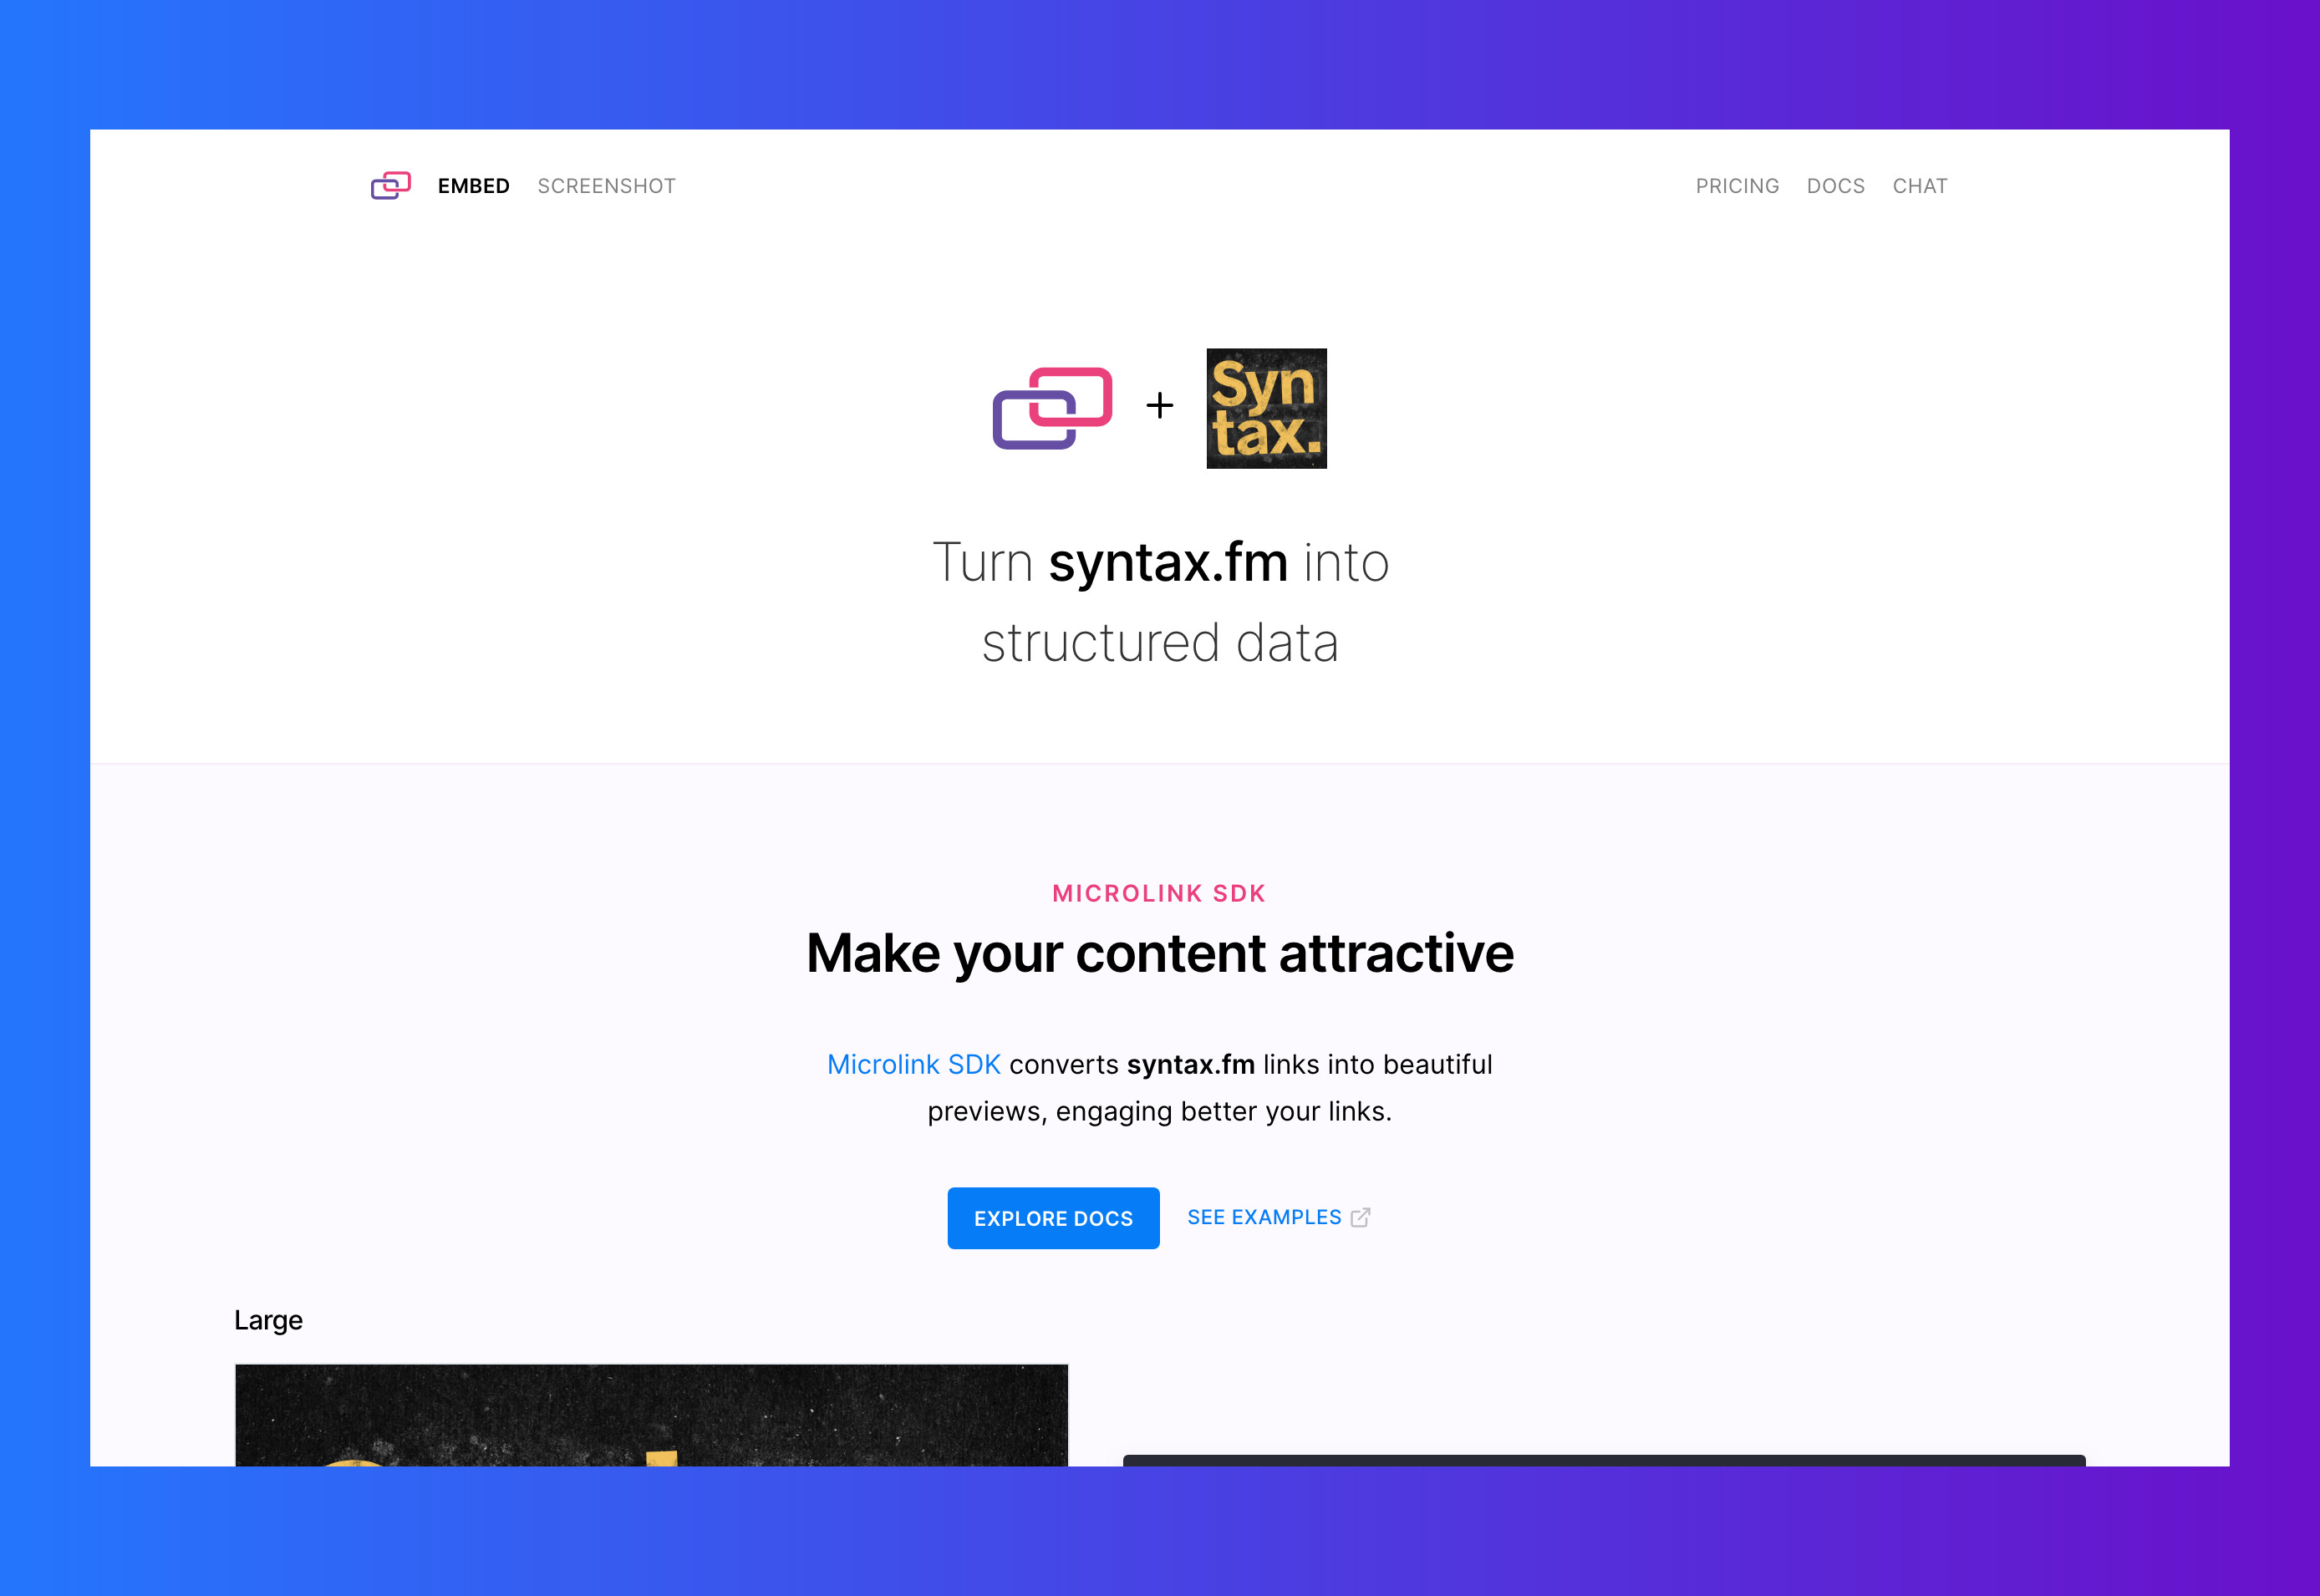 EMBED SCREENSHOT PRICING DOCS CHAT
+
Syn
tax.
Turn syntax.fm into
structured data
MICROLINK SDK
Make your content attractive
Microlink SDK converts syntax.fm links into beautiful
previews, engaging better your links.
EXPLORE DOCS SEE EXAMPLES
Large